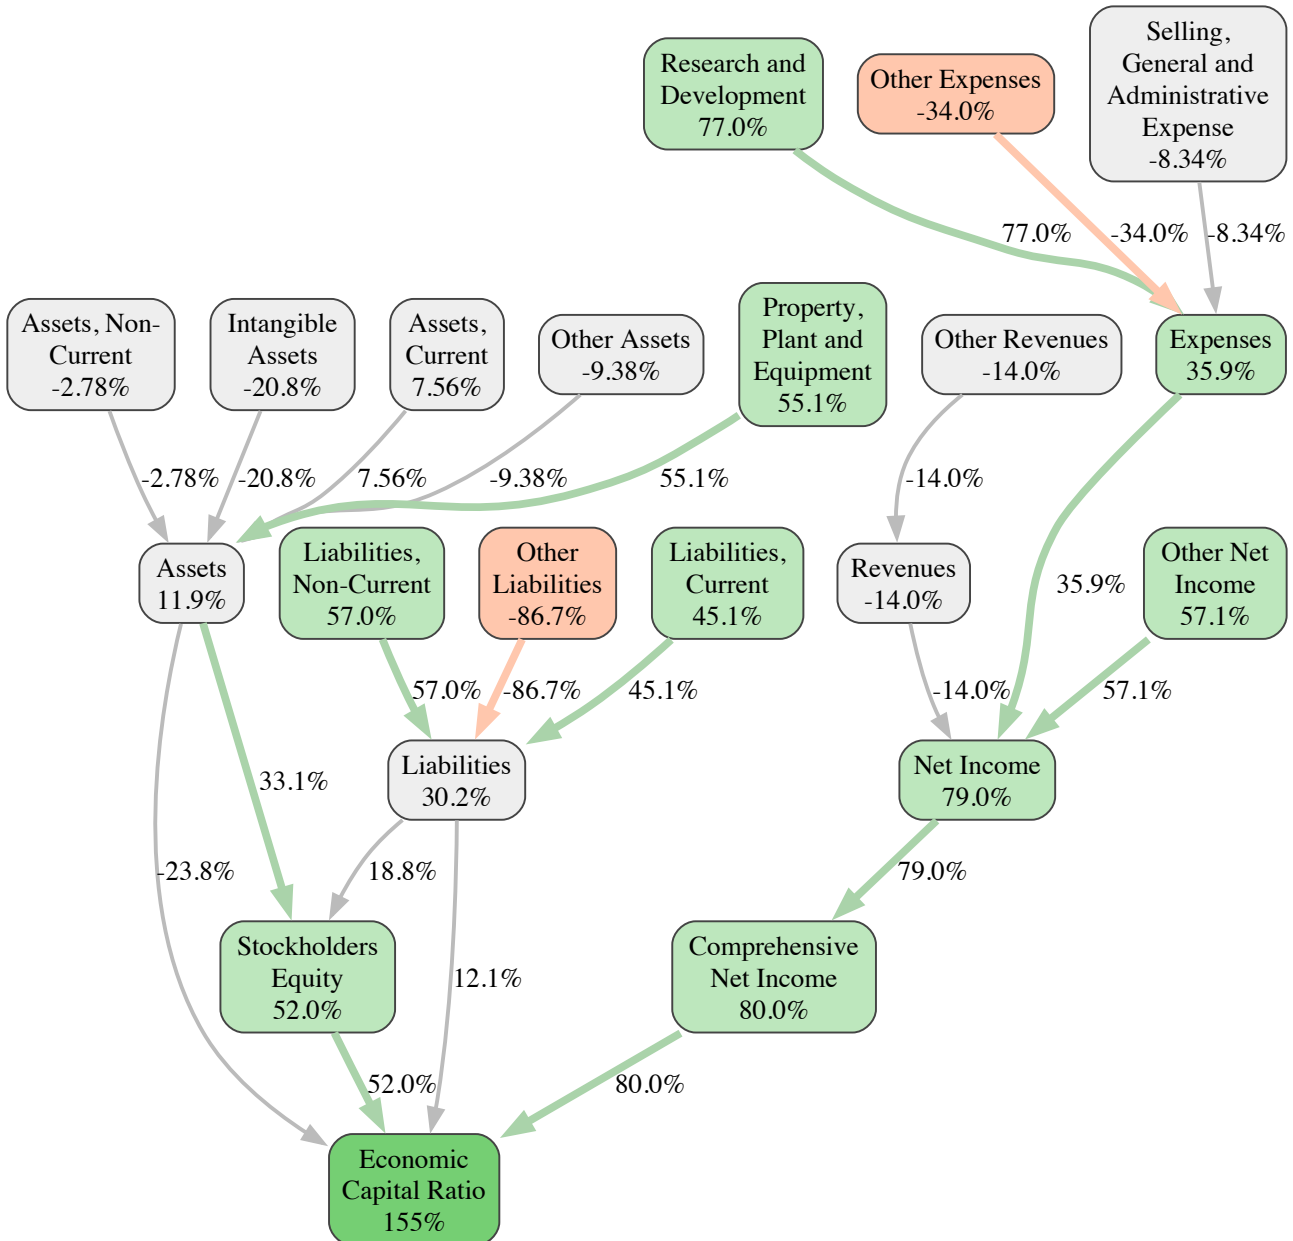 Selling,
General and
Administrative
Expense
-8.34%
Research and
Development
77.0%
Other Expenses
-34.0%
77.0%
-34.0%
-8.34%
Assets, Non-
Current
-2.78%
Intangible
Assets
-20.8%
Assets,
Current
7.56%
Other Assets
-9.38%
Property,
Plant and
Equipment
55.1%
Other Revenues
-14.0%
Expenses
35.9%
-2.78%
-20.8%
7.56%
-9.38%
55.1%
-14.0%
Assets
11.9%
Liabilities,
Non-Current
57.0%
Other
Liabilities
-86.7%
Liabilities,
Current
45.1%
Revenues
-14.0%
35.9%
Other Net
Income
57.1%
57.0%
-86.7%
45.1%
-14.0%
57.1%
33.1%
Liabilities
30.2%
Net Income
79.0%
-23.8%
18.8%
79.0%
Stockholders
Equity
52.0%
12.1%
Comprehensive
Net Income
80.0%
52.0%
80.0%
Economic
Capital Ratio
155%